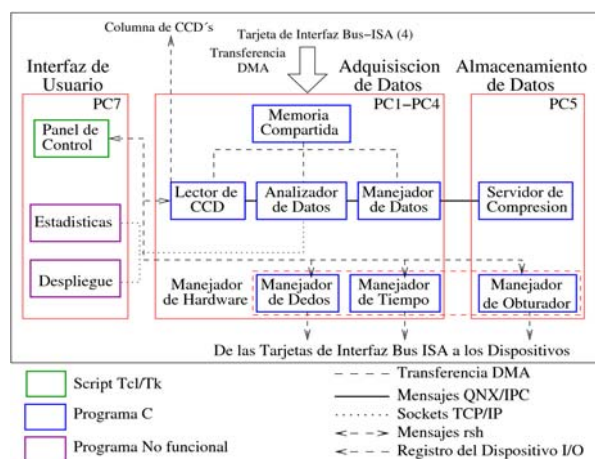 Columna de CCD´s
Tarjeta de Interfaz Bus-ISA (4)
Transferencia
DMA
Interfaz de
Usuario
Adquisiscion
de Datos
Almacenamiento
de Datos
PC7
PC1-PC4
PC5
Panel de
Control
Memoria
Compartida
Lector de
CCD
Analizador
de Datos
Manejador
de Datos
Servidor de
Compresion
Estadisticas
Despliegue
Manejador
de Hardware
Manejador
de Dedos
Manejador
de Tiempo
Manejador
de Obturador
De las Tarjetas de Interfaz Bus ISA a los Dispositivos
Script Tcl/Tk
Programa C
Programa No funcional
Transferencia DMA
Mensajes QNX/IPC
Sockets TCP/IP
Mensajes rsh
Registro del Dispositivo I/O